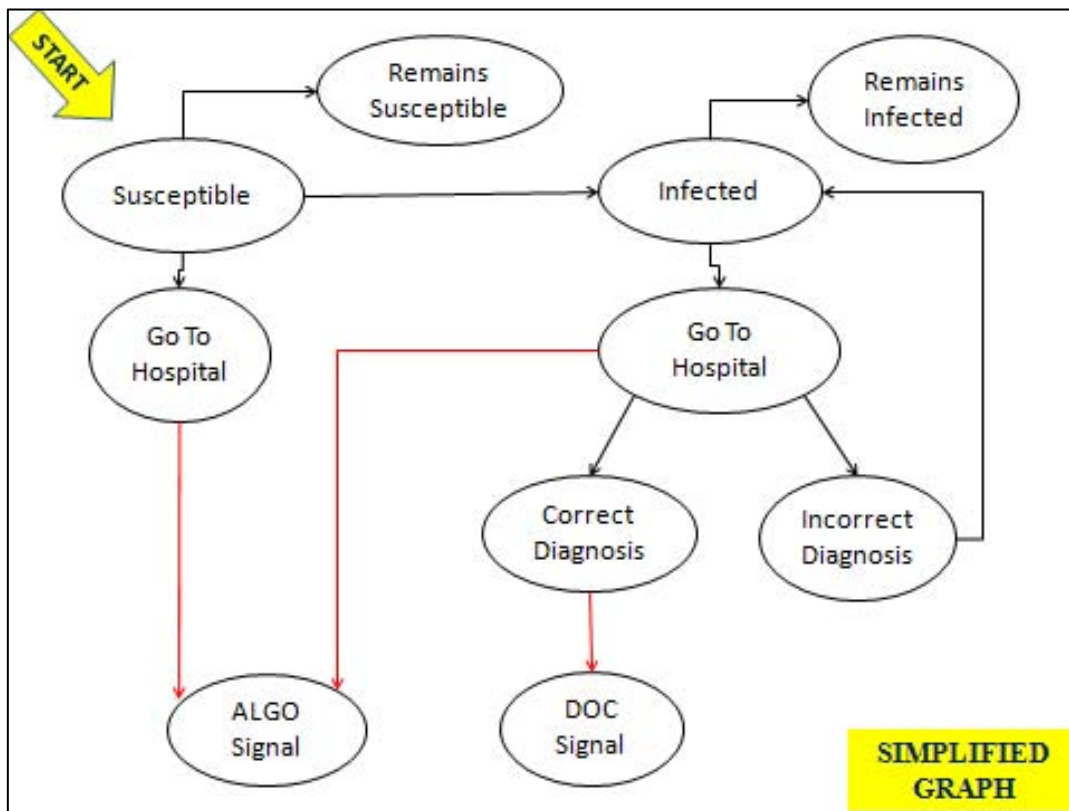 START
Remains
Susceptible
Remains
Infected
Susceptible
Infected
Go To
Hospital
Go To
Hospital
Correct
Diagnosis
Incorrect
Diagnosis
ALGO
Signal
DOC
Signal
SIMPLIFIED
GRAPH